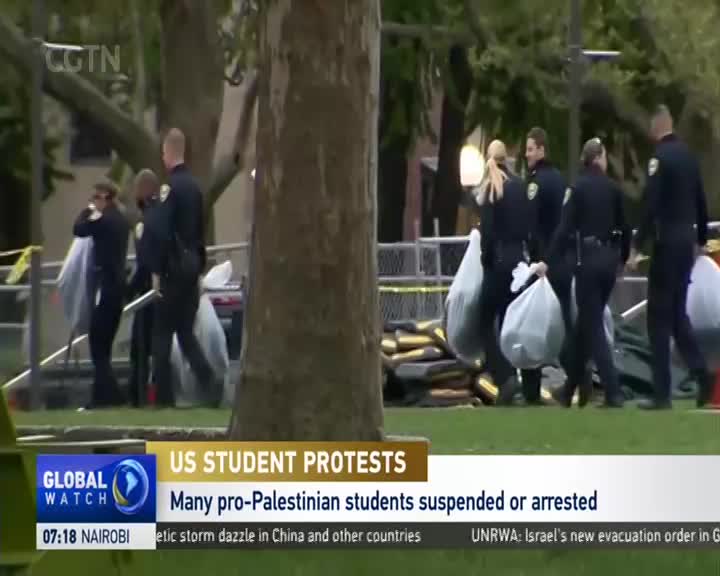 CGTN
US STUDENT PROTESTS
GLOBAL
WATCH
Many pro-Palestinian students suspended or arrested
07:18 NAIROBI
etic storm dazzle in China and other countries UNRWA: Israel's new evacuation order in G